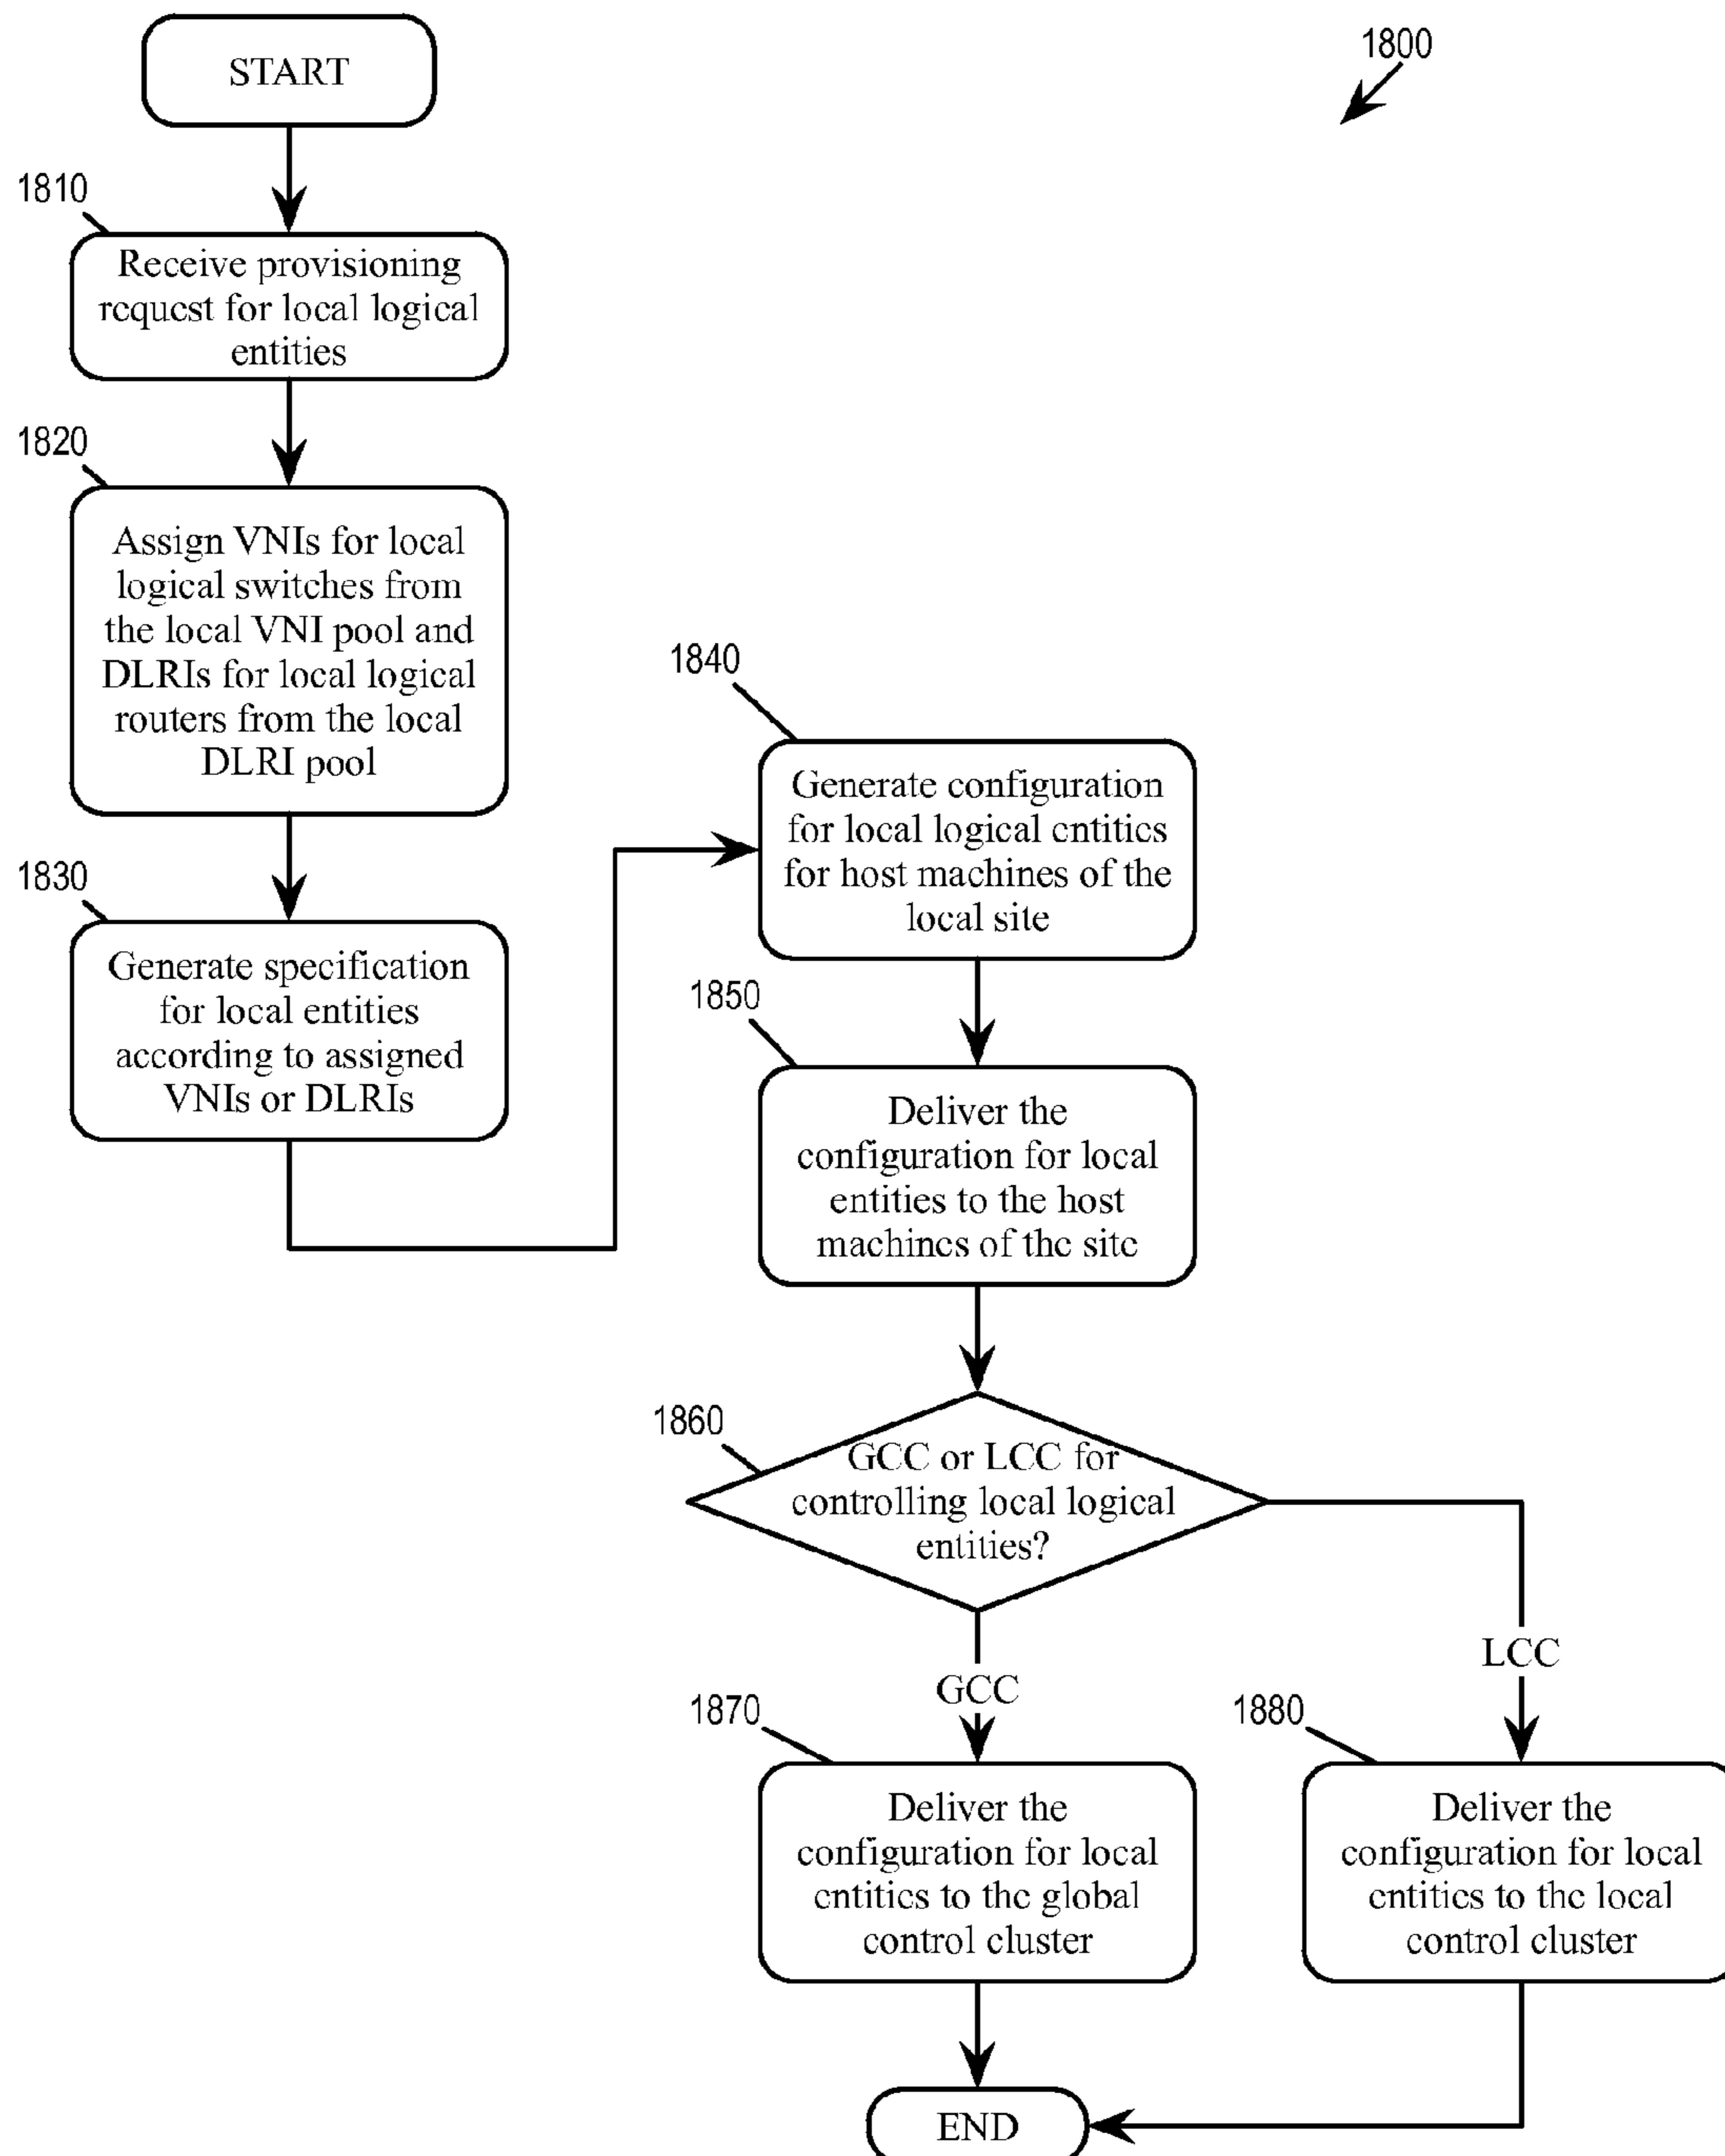 START
1800
1810
Receive provisioning
request for local logical
entities
1820
Assign VNIs for local
logical switches from
the local VNI pool and
DLRIs for local logical
routers from the local
DLRI pool
1830
Generate specification
for local entities
according to assigned
VNIs or DLRIs
1840
Generate configuration
for local logical entities
for host machines of the
local site
1850
Deliver the
configuration for local
entities to the host
machines of the site
1860
GCC or LCC for
controlling local logical
entities?
GCC
LCC
1870
Deliver the
configuration for local
entities to the global
control cluster
1880
Deliver the
configuration for local
entities to the local
control cluster
END